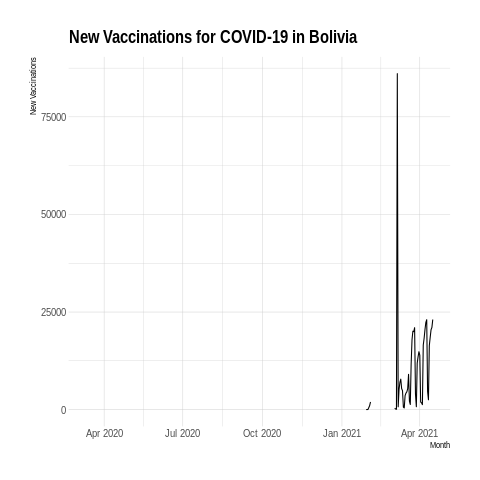 New Vaccinations for COVID-19 in Bolivia
New Vaccinations
75000
50000
25000
0
Apr 2020 Jul 2020 Oct 2020 Jan 2021 Apr 2021
Month